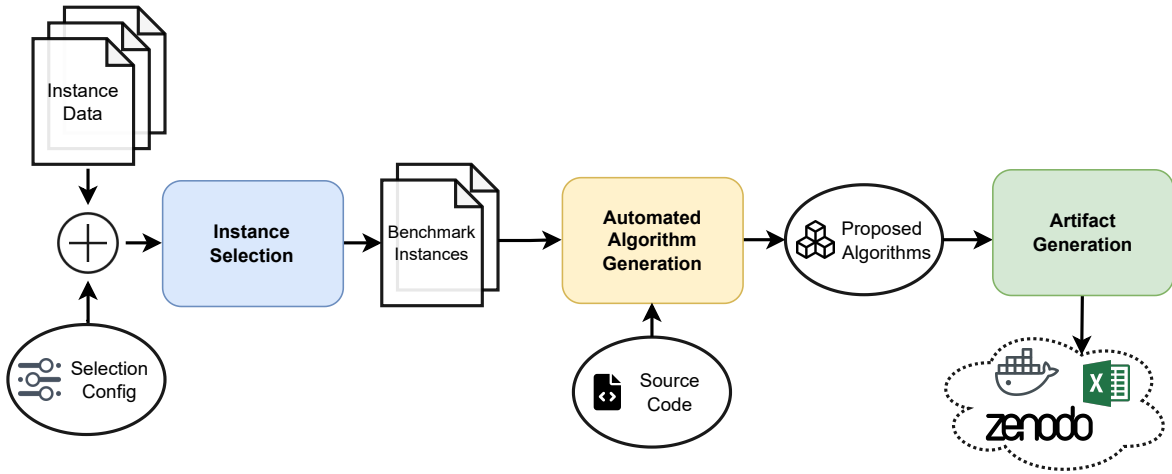 Instance
Data
Instance
Selection
Benchmark
Instances
Automated
Algorithm
Generation
Proposed
Algorithms
Artifact
Generation
Selection
Config
Source
Code
X
zenodo